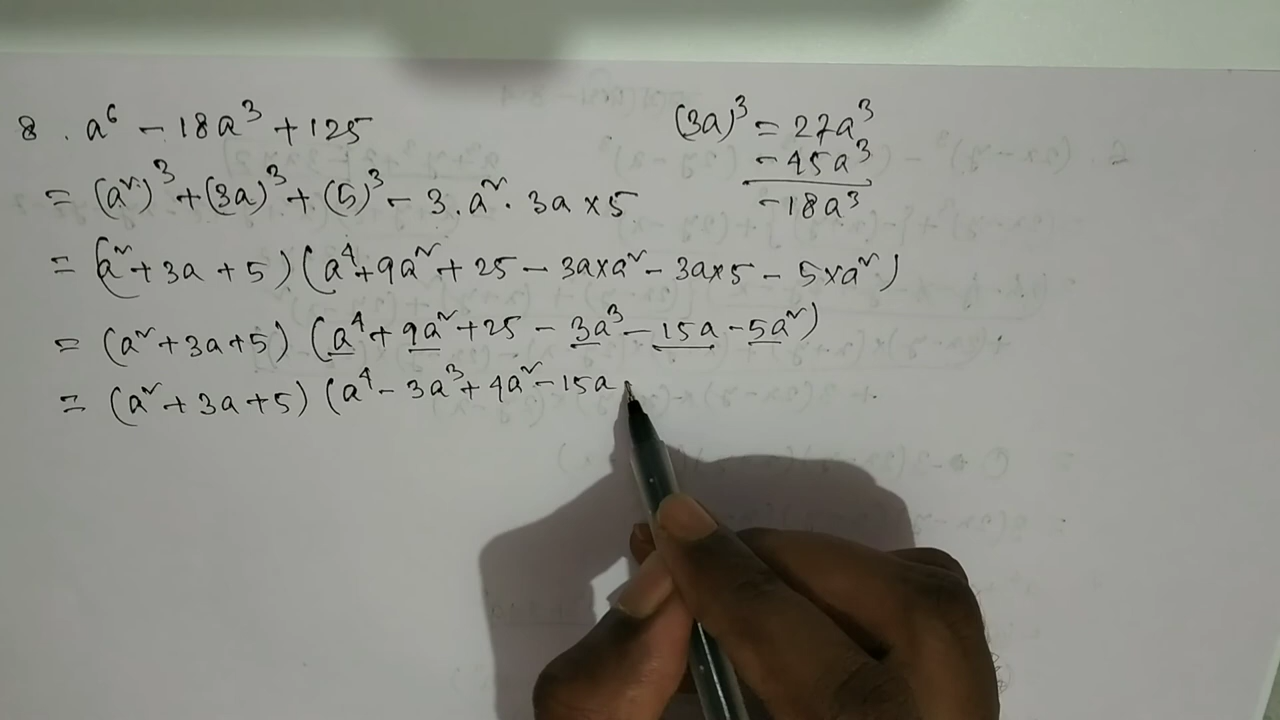 8. a⁶ - 18a³ + 125
(3a)³ = 27a³
- 45a³
-18a³
= (a²)³ + (3a)³ + (5)³ - 3.a².3a×5
= (a² + 3a + 5)(a⁴ + 9a² + 25 - 3a×a² - 3a×5 - 5×a²)
= (a² + 3a + 5)(a⁴ + 9a² + 25 - 3a³ - 15a - 5a²)
= (a² + 3a + 5)(a⁴ - 3a³ + 4a² - 15a